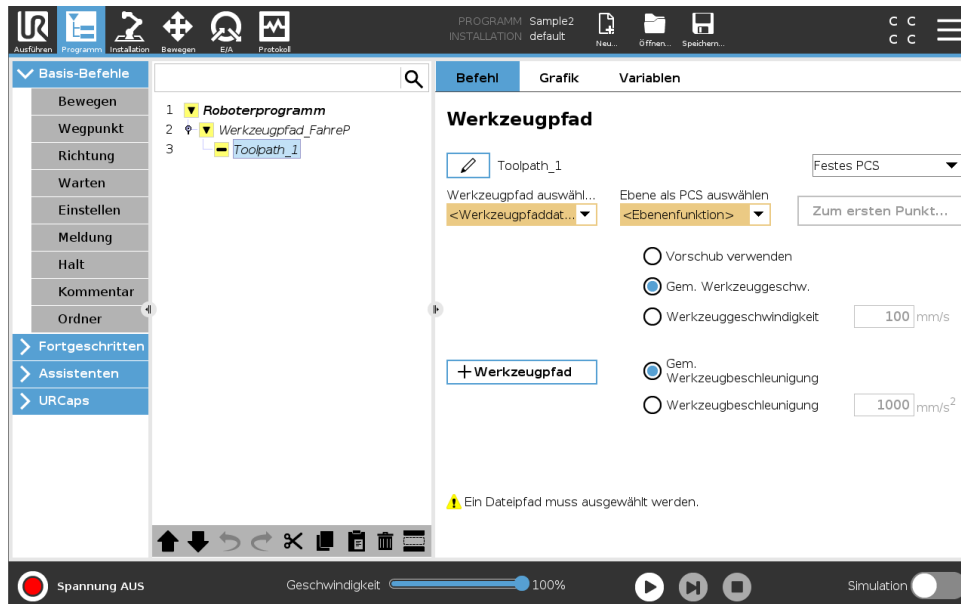 UR
PROGRAMM Sample2
INSTALLATION default
C C
C C
Ausführen Programm Installation Bewegen E/A Protokoll Neu... Öffnen... Speichern...
Basis-Befehle
Bewegen
Wegpunkt
Richtung
Warten
Einstellen
Meldung
Halt
Kommentar
Ordner
Fortgeschritten
Assistenten
URCaps
1 Roboterprogramm
2 Werkzeugpfad_FahreP
3 Toolpath_1
Befehl Grafik Variablen
Werkzeugpfad
Toolpath_1 Festes PCS
Werkzeugpfad auswähl... Ebene als PCS auswählen
<Werkzeugpfaddat... <Ebenenfunktion> Zum ersten Punkt...
Vorschub verwenden
Gem. Werkzeuggeschw.
Werkzeuggeschwindigkeit 100 mm/s
+ Werkzeugpfad
Gem.
Werkzeugbeschleunigung
Werkzeugbeschleunigung 1000 mm/s²
Ein Dateipfad muss ausgewählt werden.
Spannung AUS Geschwindigkeit 100% Simulation